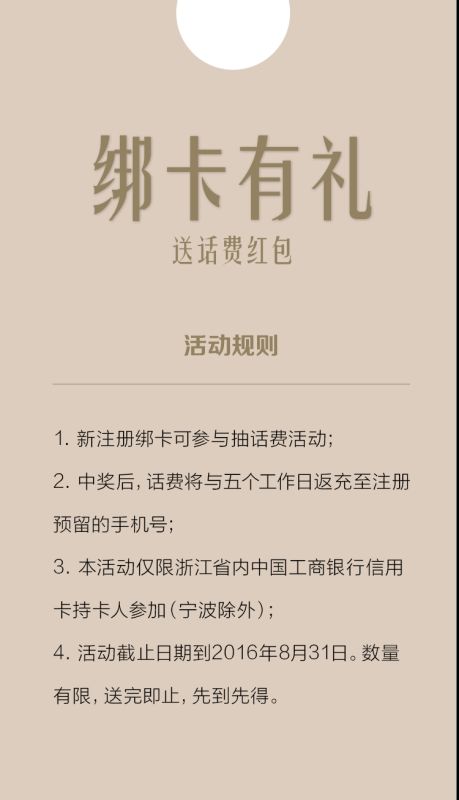 绑卡有礼
送话费红包
活动规则
1. 新注册绑卡可参与抽话费活动；
2. 中奖后，话费将与五个工作日返充至注册
预留的手机号；
3. 本活动仅限浙江省内中国工商银行信用
卡持卡人参加（宁波除外）；
4. 活动截止日期到2016年8月31日。数量
有限，送完即止，先到先得。